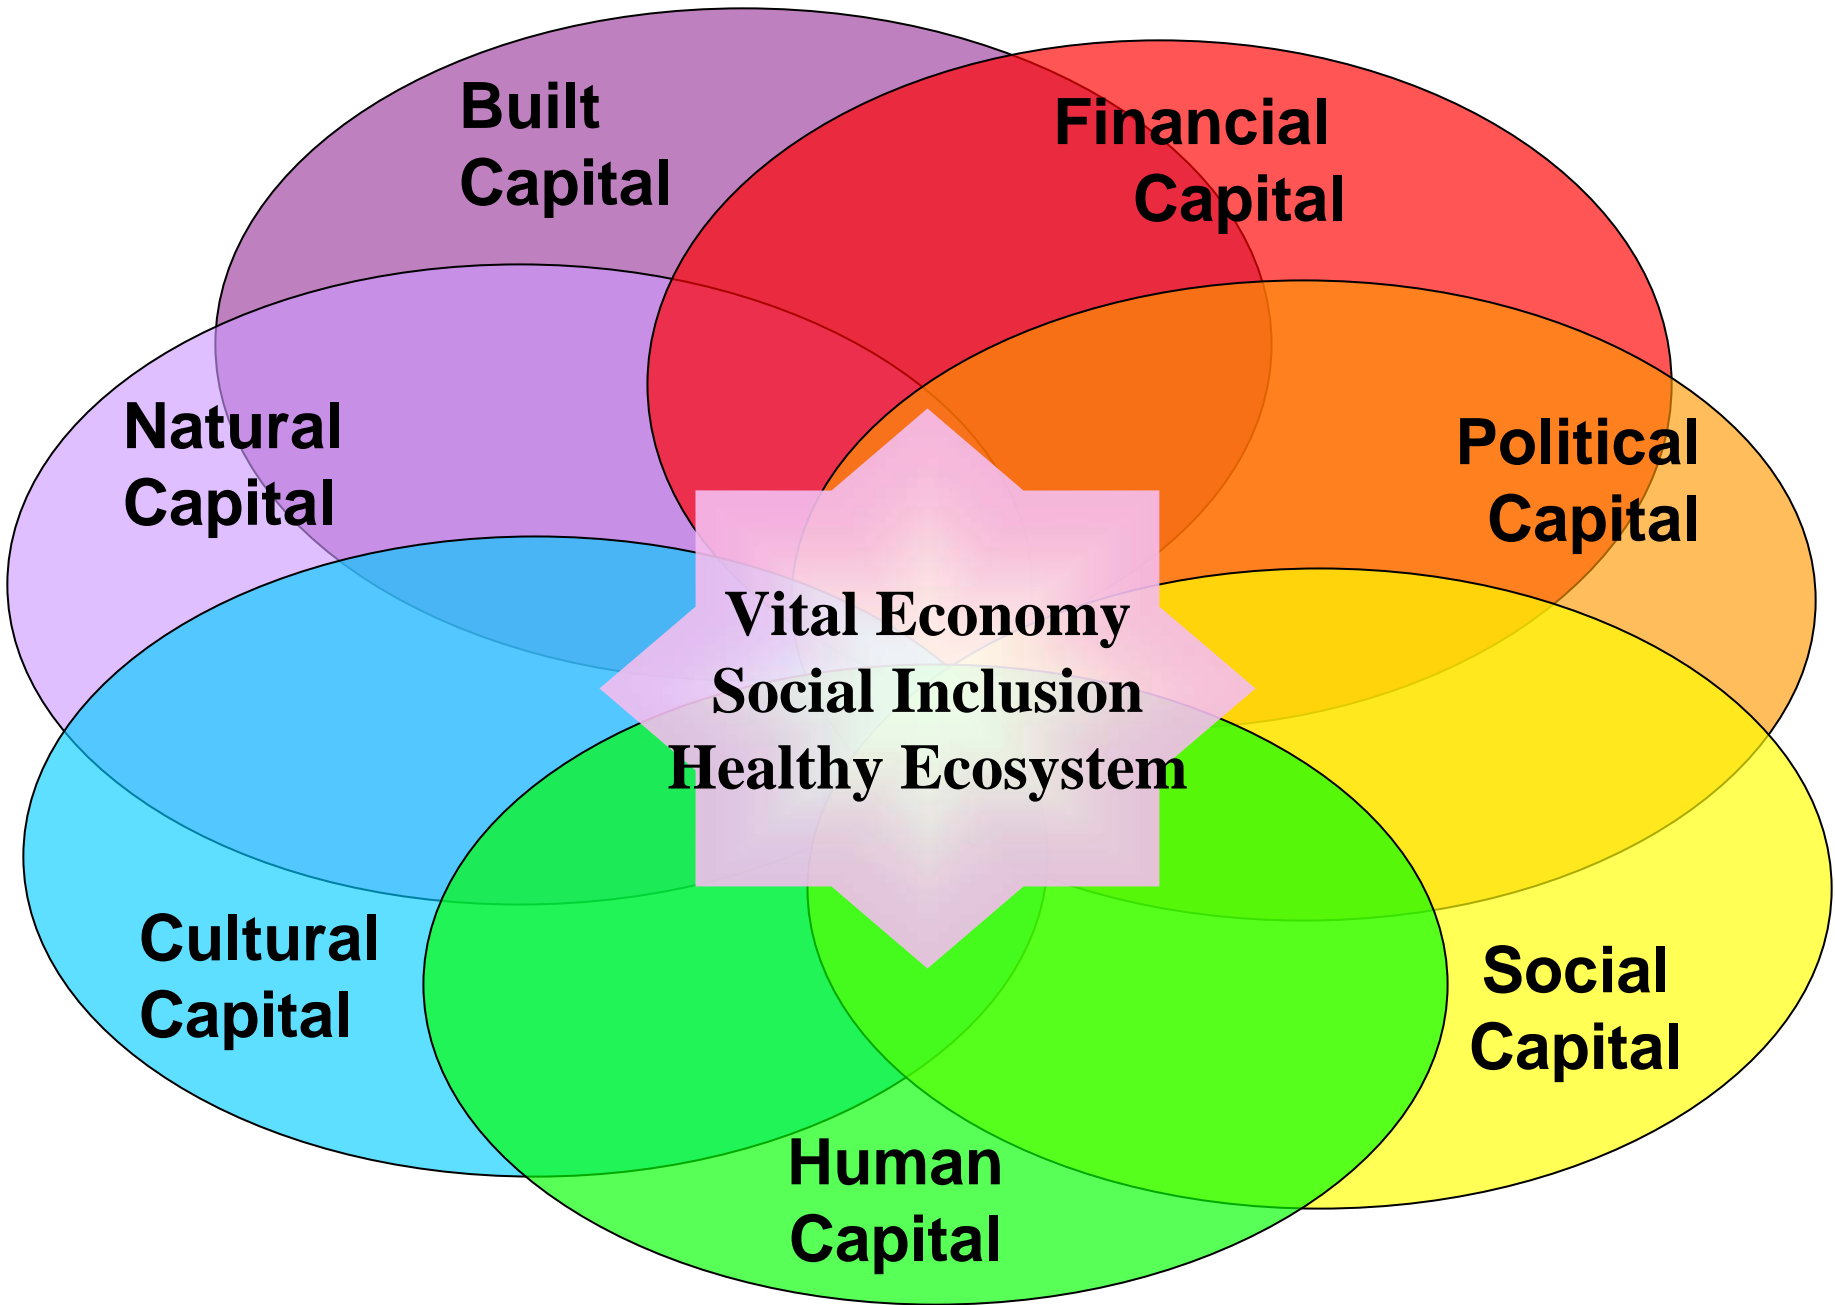 Built
Capital
Financial
Capital
Natural
Capital
Political
Capital
Vital Economy
Social Inclusion
Healthy Ecosystem
Cultural
Capital
Social
Capital
Human
Capital